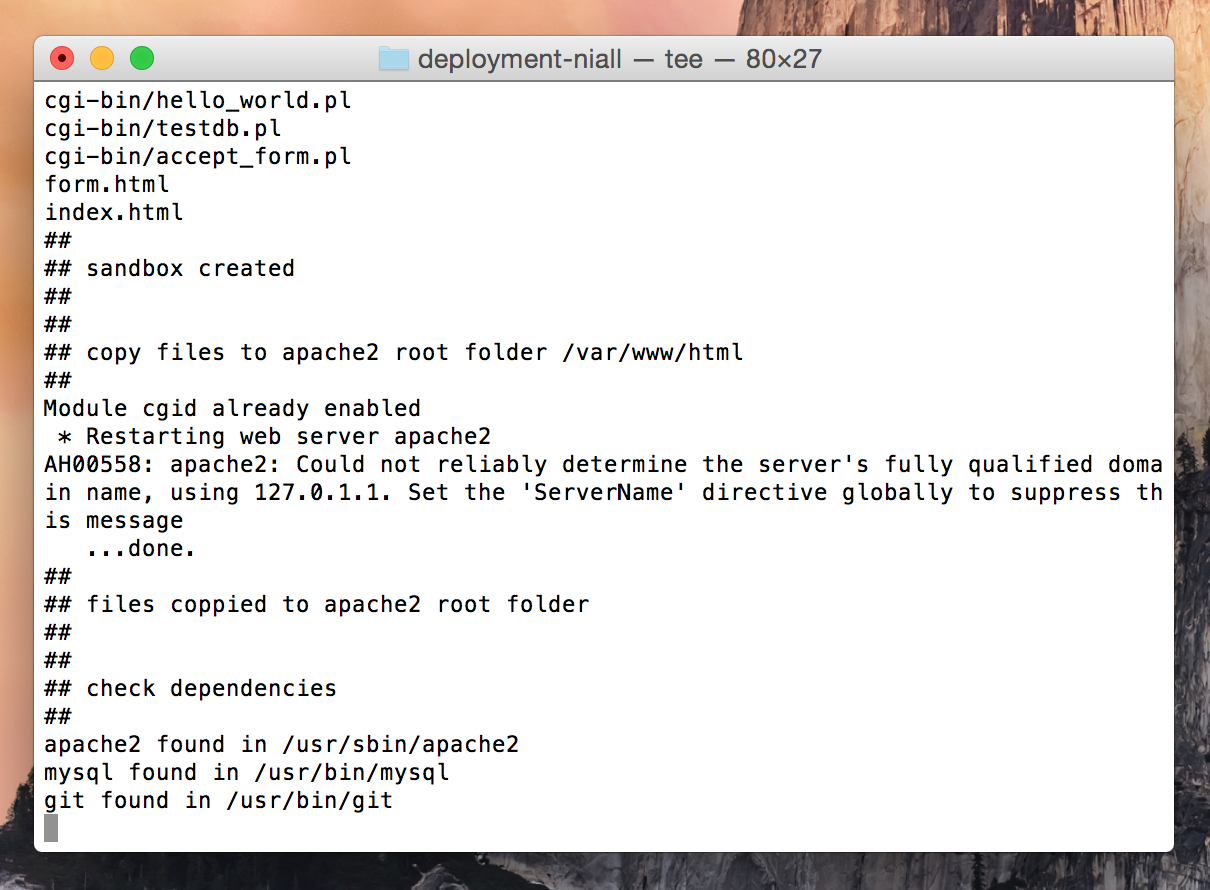 deployment-niall — tee — 80×27
cgi-bin/hello_world.pl
cgi-bin/testdb.pl
cgi-bin/accept_form.pl
form.html
index.html
##
## sandbox created
##
##
## copy files to apache2 root folder /var/www/html
##
Module cgid already enabled
 * Restarting web server apache2
AH00558: apache2: Could not reliably determine the server's fully qualified doma
in name, using 127.0.1.1. Set the 'ServerName' directive globally to suppress th
is message
   ...done.
##
## files coppied to apache2 root folder
##
##
## check dependencies
##
apache2 found in /usr/sbin/apache2
mysql found in /usr/bin/mysql
git found in /usr/bin/git